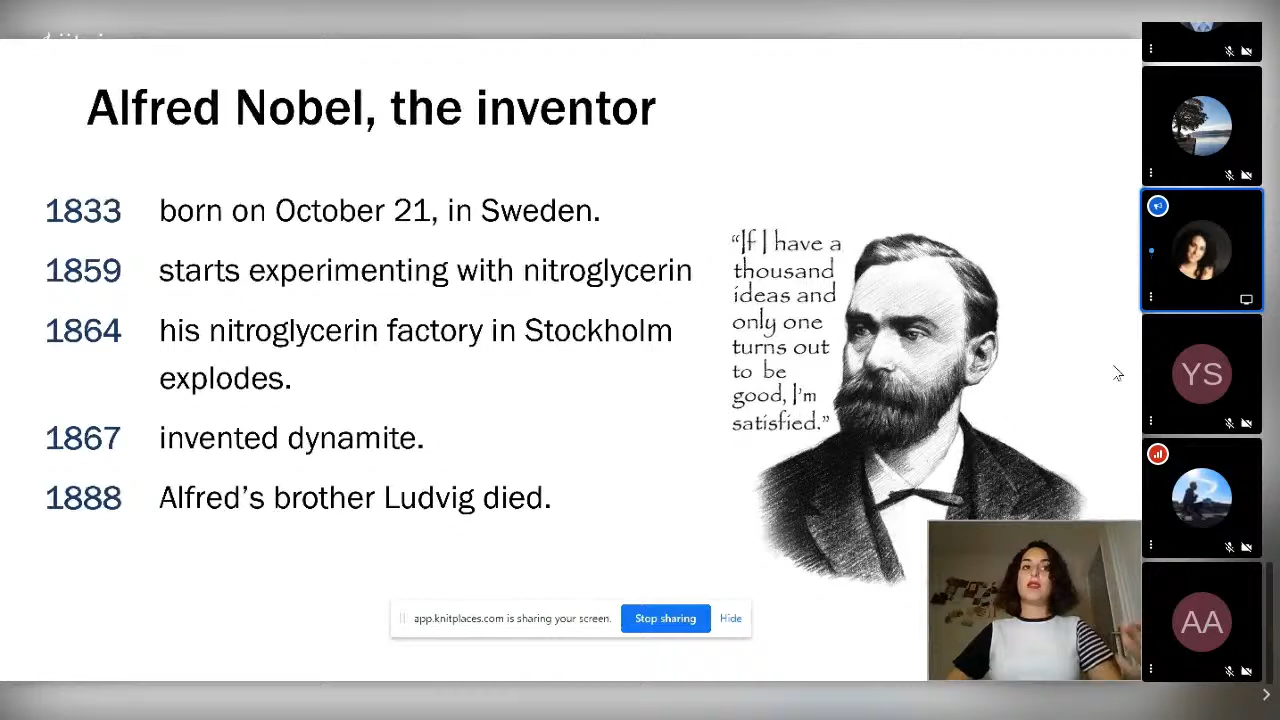 Alfred Nobel, the inventor
1833 born on October 21, in Sweden.
1859 starts experimenting with nitroglycerin
1864 his nitroglycerin factory in Stockholm
explodes.
1867 invented dynamite.
1888 Alfred’s brother Ludvig died.
“If I have a
thousand
ideas and
only one
turns out
to be
good, I’m
satisfied.”
app.knitplaces.com is sharing your screen. Stop sharing Hide
YS
AA